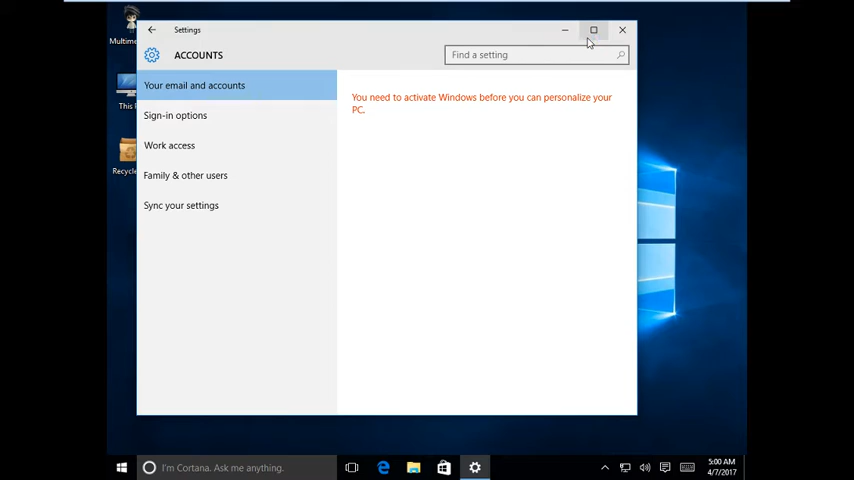 Settings
ACCOUNTS
Find a setting
Your email and accounts
You need to activate Windows before you can personalize your
PC.
Sign-in options
Work access
Family & other users
Sync your settings
Multime
This P
Recycle
I'm Cortana. Ask me anything.
5:00 AM
4/7/2017